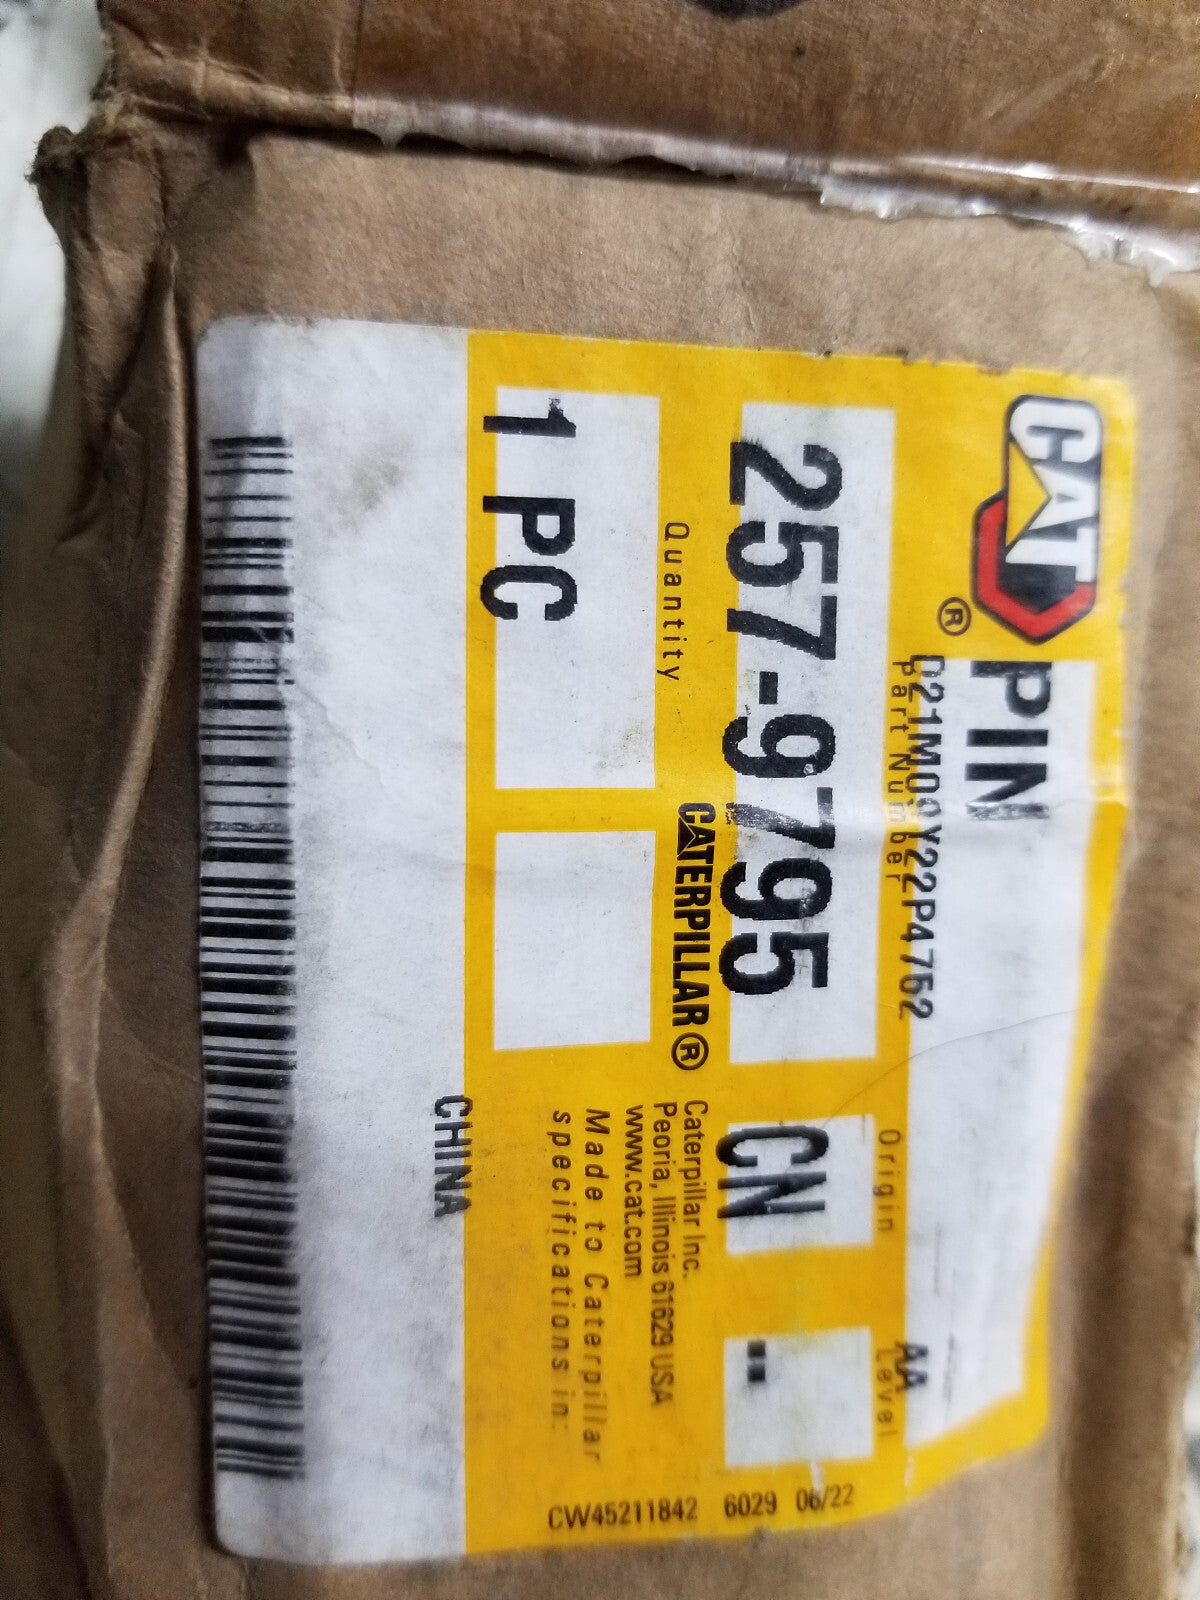 CAT
®
PIN
D21M09Y22P4752
AA
Part Number
Origin
Level
257-9795
CN
--
Quantity
CATERPILLAR®
1 PC
Caterpillar Inc.
Peoria, Illinois 61629 USA
www.cat.com
Made to Caterpillar
specifications in:
CHINA
CW45211842 6029 06/22